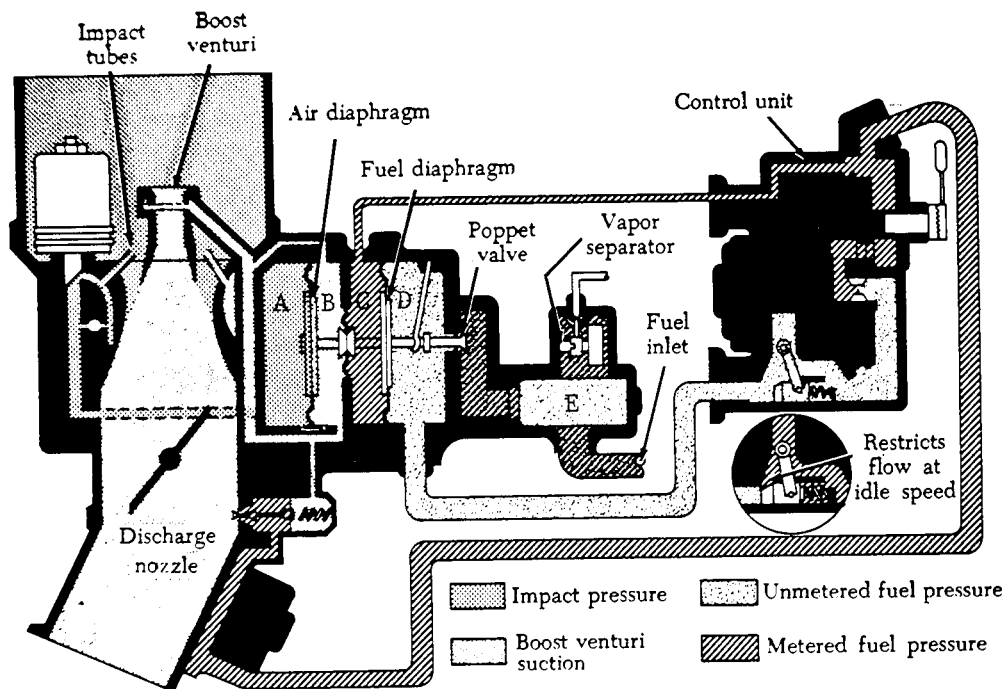 Impact
tubes
Boost
venturi
Air diaphragm
Fuel diaphragm
Control unit
Poppet
valve
Vapor
separator
Fuel
inlet
A
B
C
D
E
Restricts
flow at
idle speed
Discharge
nozzle
Impact pressure
Unmetered fuel pressure
Boost venturi
suction
Metered fuel pressure